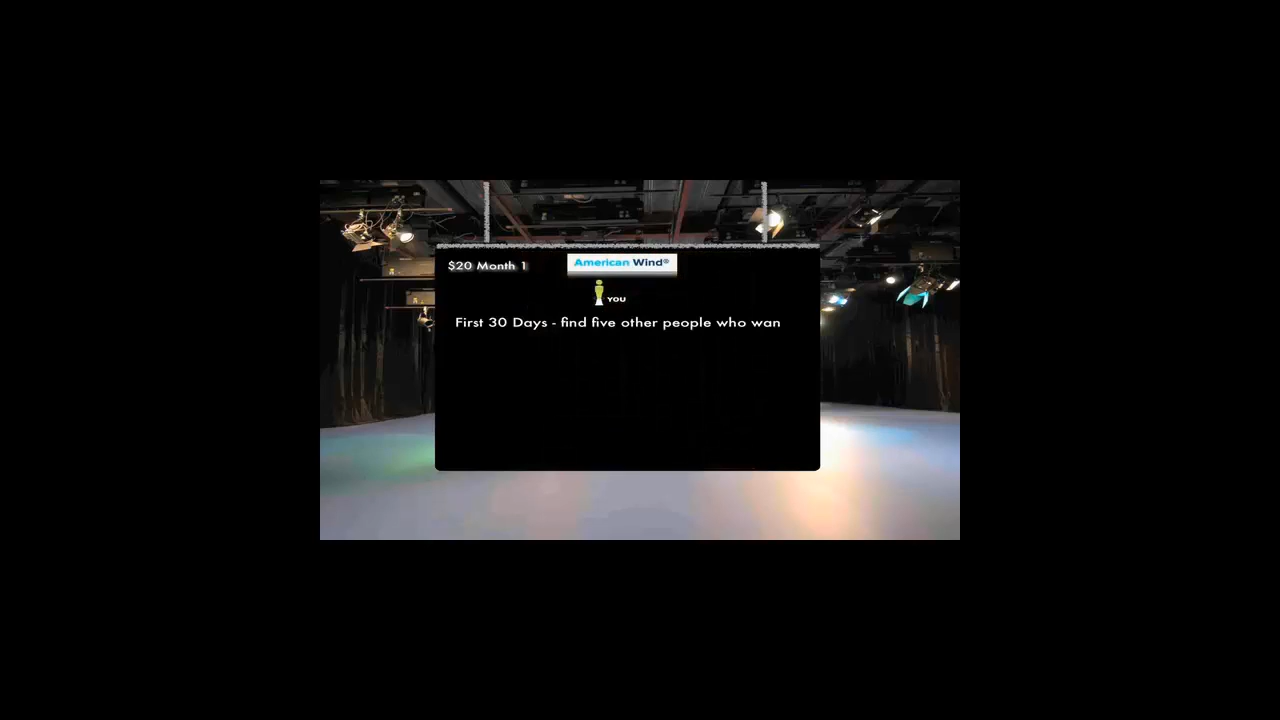 $20 Month 1
American Wind®
YOU
First 30 Days - find five other people who wan